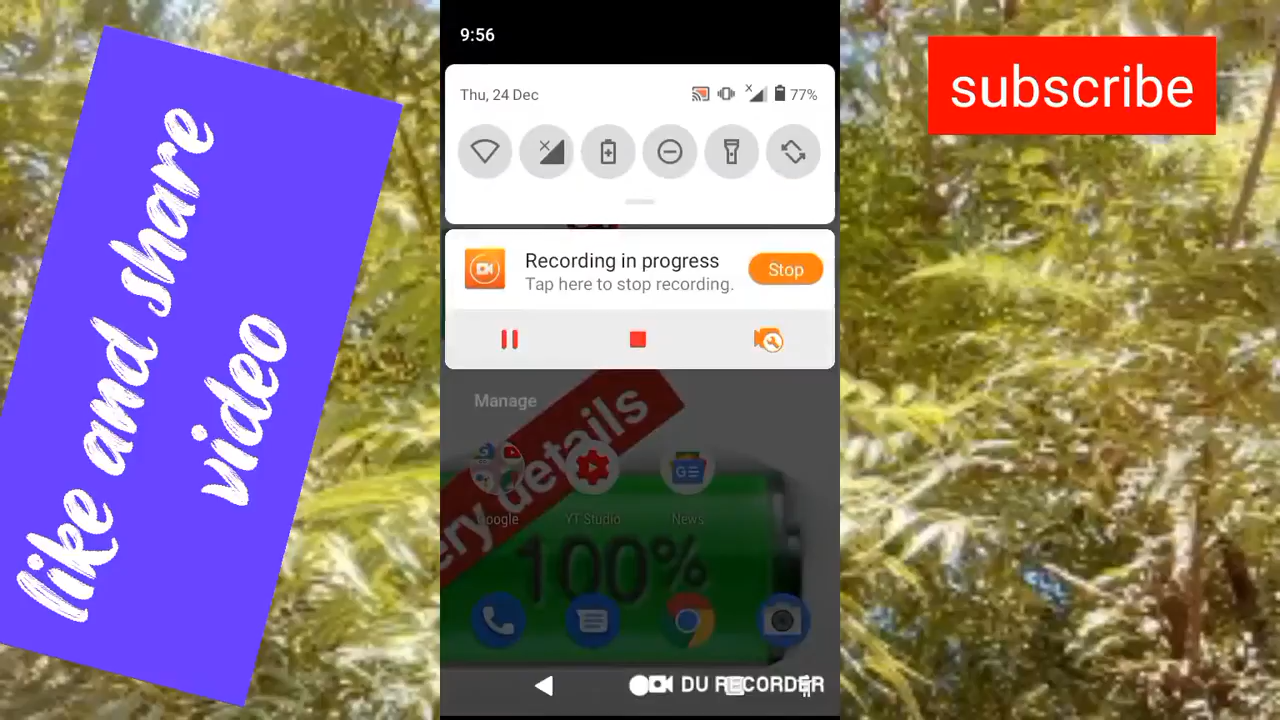 like and share
video
9:56
Thu, 24 Dec
77%
Recording in progress
Tap here to stop recording.
Stop
Manage
ery details
Google
YT Studio
News
100%
DU RECORDER
subscribe